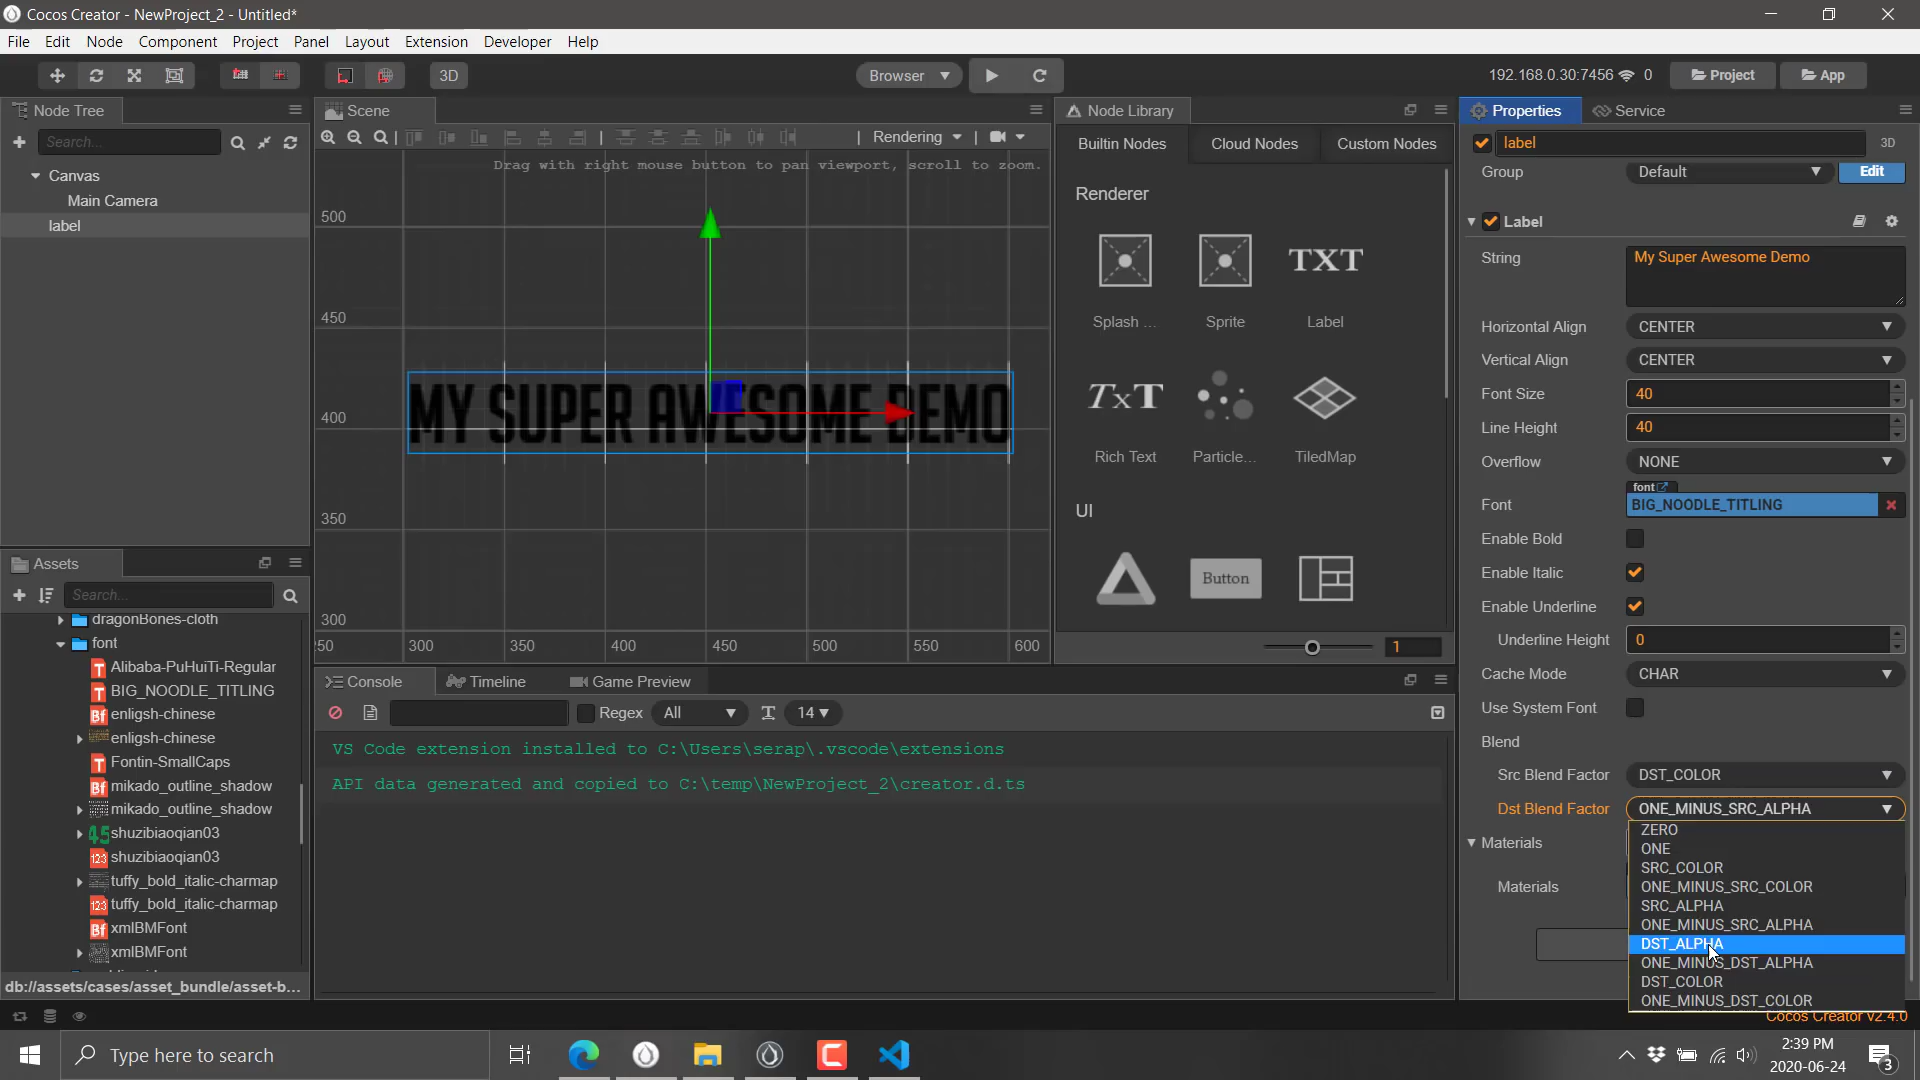 Cocos Creator - NewProject_2 - Untitled*
File Edit Node Component Project Panel Layout Extension Developer Help
3D Browser 192.168.0.30:7456 0 Project App
Node Tree
Search...
Canvas
Main Camera
label
Scene
Rendering
Drag with right mouse button to pan viewport, scroll to zoom.
500
450
400
350
300
MY SUPER AWESOME DEMO
50 300 350 400 450 500 550 600
Node Library
Builtin Nodes Cloud Nodes Custom Nodes
Renderer
TXT
Splash ... Sprite Label
TxT
Rich Text Particle... TiledMap
UI
Button
1
Properties Service
label 3D
Group Default Edit
Label
String My Super Awesome Demo
Horizontal Align CENTER
Vertical Align CENTER
Font Size 40
Line Height 40
Overflow NONE
font
Font BIG_NOODLE_TITLING
Enable Bold
Enable Italic
Enable Underline
Underline Height 0
Cache Mode CHAR
Use System Font
Blend
Src Blend Factor DST_COLOR
Dst Blend Factor ONE_MINUS_SRC_ALPHA
ZERO
ONE
SRC_COLOR
ONE_MINUS_SRC_COLOR
SRC_ALPHA
ONE_MINUS_SRC_ALPHA
DST_ALPHA
ONE_MINUS_DST_ALPHA
DST_COLOR
ONE_MINUS_DST_COLOR
Materials
Materials
Cocos Creator v2.4.0
Assets
Search...
dragonBones-cloth
font
Alibaba-PuHuiTi-Regular
BIG_NOODLE_TITLING
enligsh-chinese
enligsh-chinese
Fontin-SmallCaps
mikado_outline_shadow
mikado_outline_shadow
shuzibiaoqian03
shuzibiaoqian03
tuffy_bold_italic-charmap
tuffy_bold_italic-charmap
xmlBMFont
xmlBMFont
db://assets/cases/asset_bundle/asset-b...
Console Timeline Game Preview
Regex All 14
VS Code extension installed to C:\Users\serap\.vscode\extensions
API data generated and copied to C:\temp\NewProject_2\creator.d.ts
Type here to search
2:39 PM
2020-06-24
3